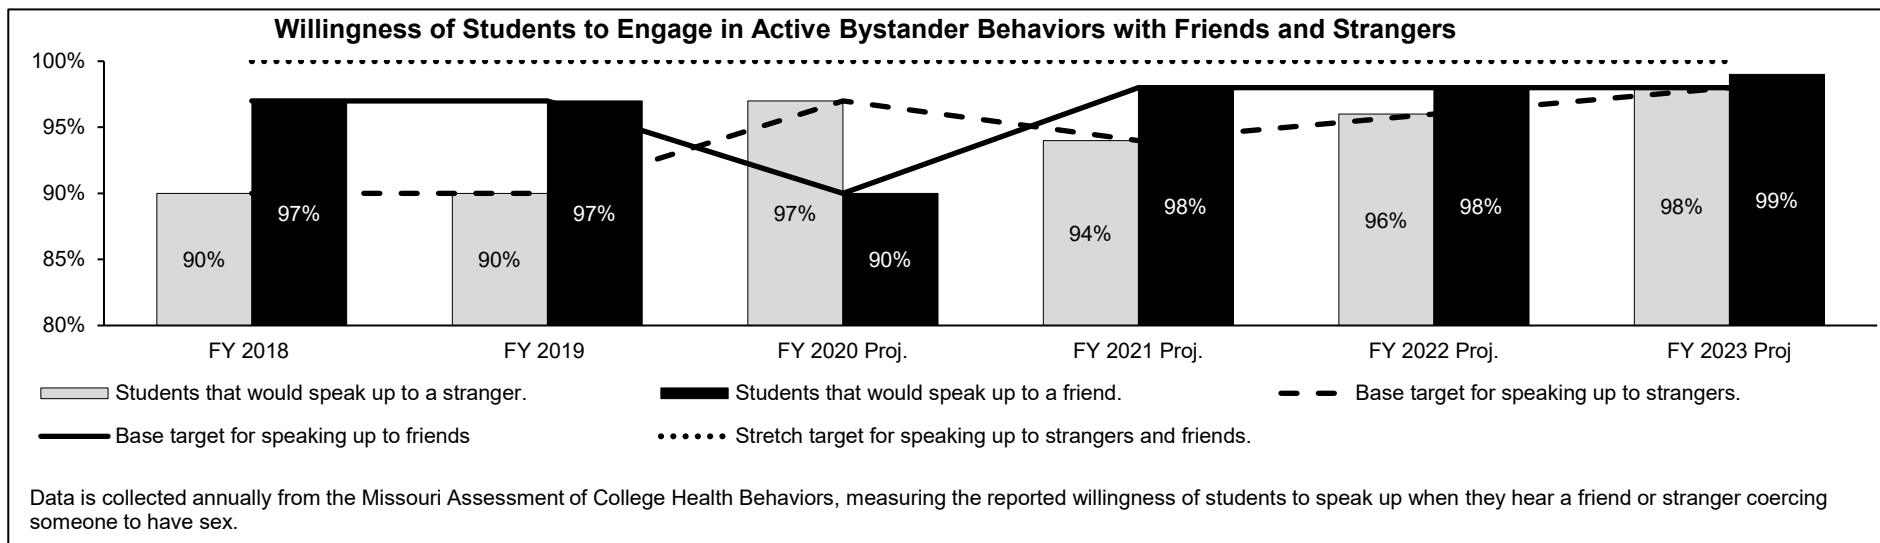 Willingness of Students to Engage in Active Bystander Behaviors with Friends and Strangers
100%
95%
90%
85%
80%
90%
97%
90%
97%
97%
90%
94%
98%
96%
98%
98%
99%
FY 2018
FY 2019
FY 2020 Proj.
FY 2021 Proj.
FY 2022 Proj.
FY 2023 Proj
Students that would speak up to a stranger.
Students that would speak up to a friend.
Base target for speaking up to strangers.
Base target for speaking up to friends
Stretch target for speaking up to strangers and friends.
Data is collected annually from the Missouri Assessment of College Health Behaviors, measuring the reported willingness of students to speak up when they hear a friend or stranger coercing
someone to have sex.